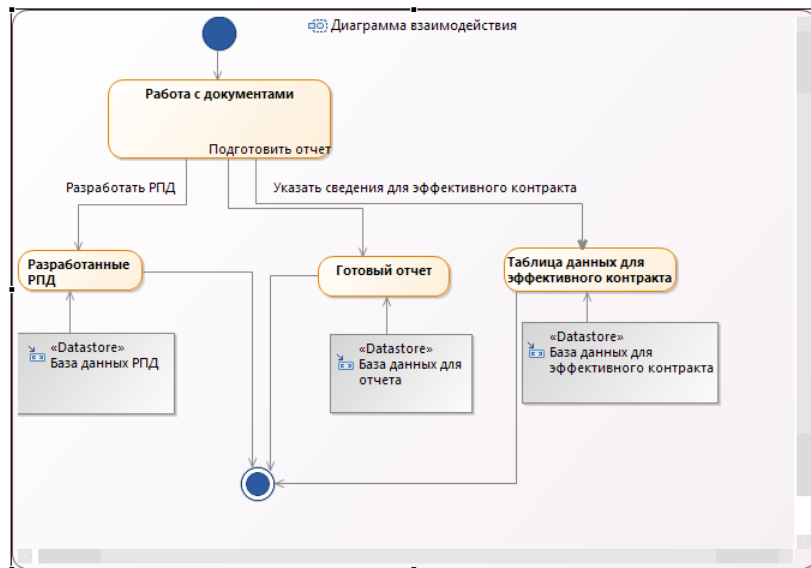 Диаграмма взаимодействия
Работа с документами
Подготовить отчет
Разработать РПД
Указать сведения для эффективного контракта
Разработанные
РПД
Готовый отчет
Таблица данных для
эффективного контракта
«Datastore»
База данных РПД
«Datastore»
База данных для
отчета
«Datastore»
База данных для
эффективного контракта